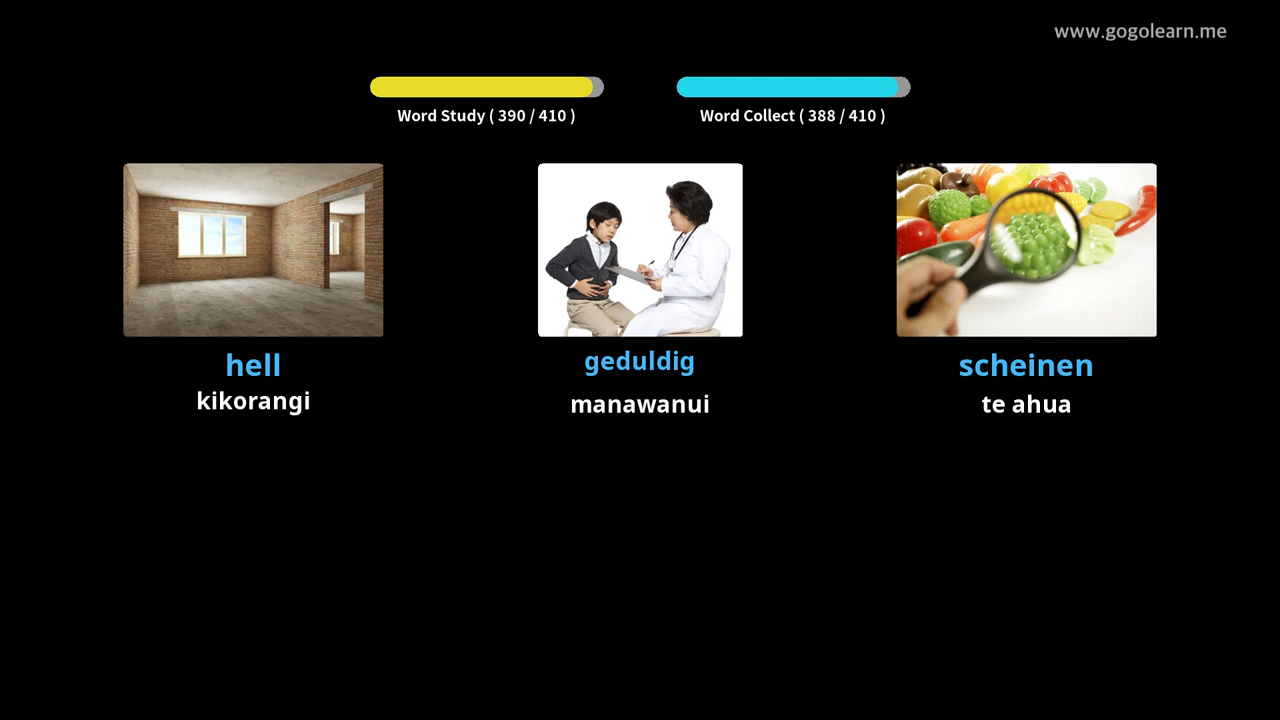 www.gogolearn.me
Word Study ( 390 / 410 )
Word Collect ( 388 / 410 )
hell
kikorangi
geduldig
manawanui
scheinen
te ahua